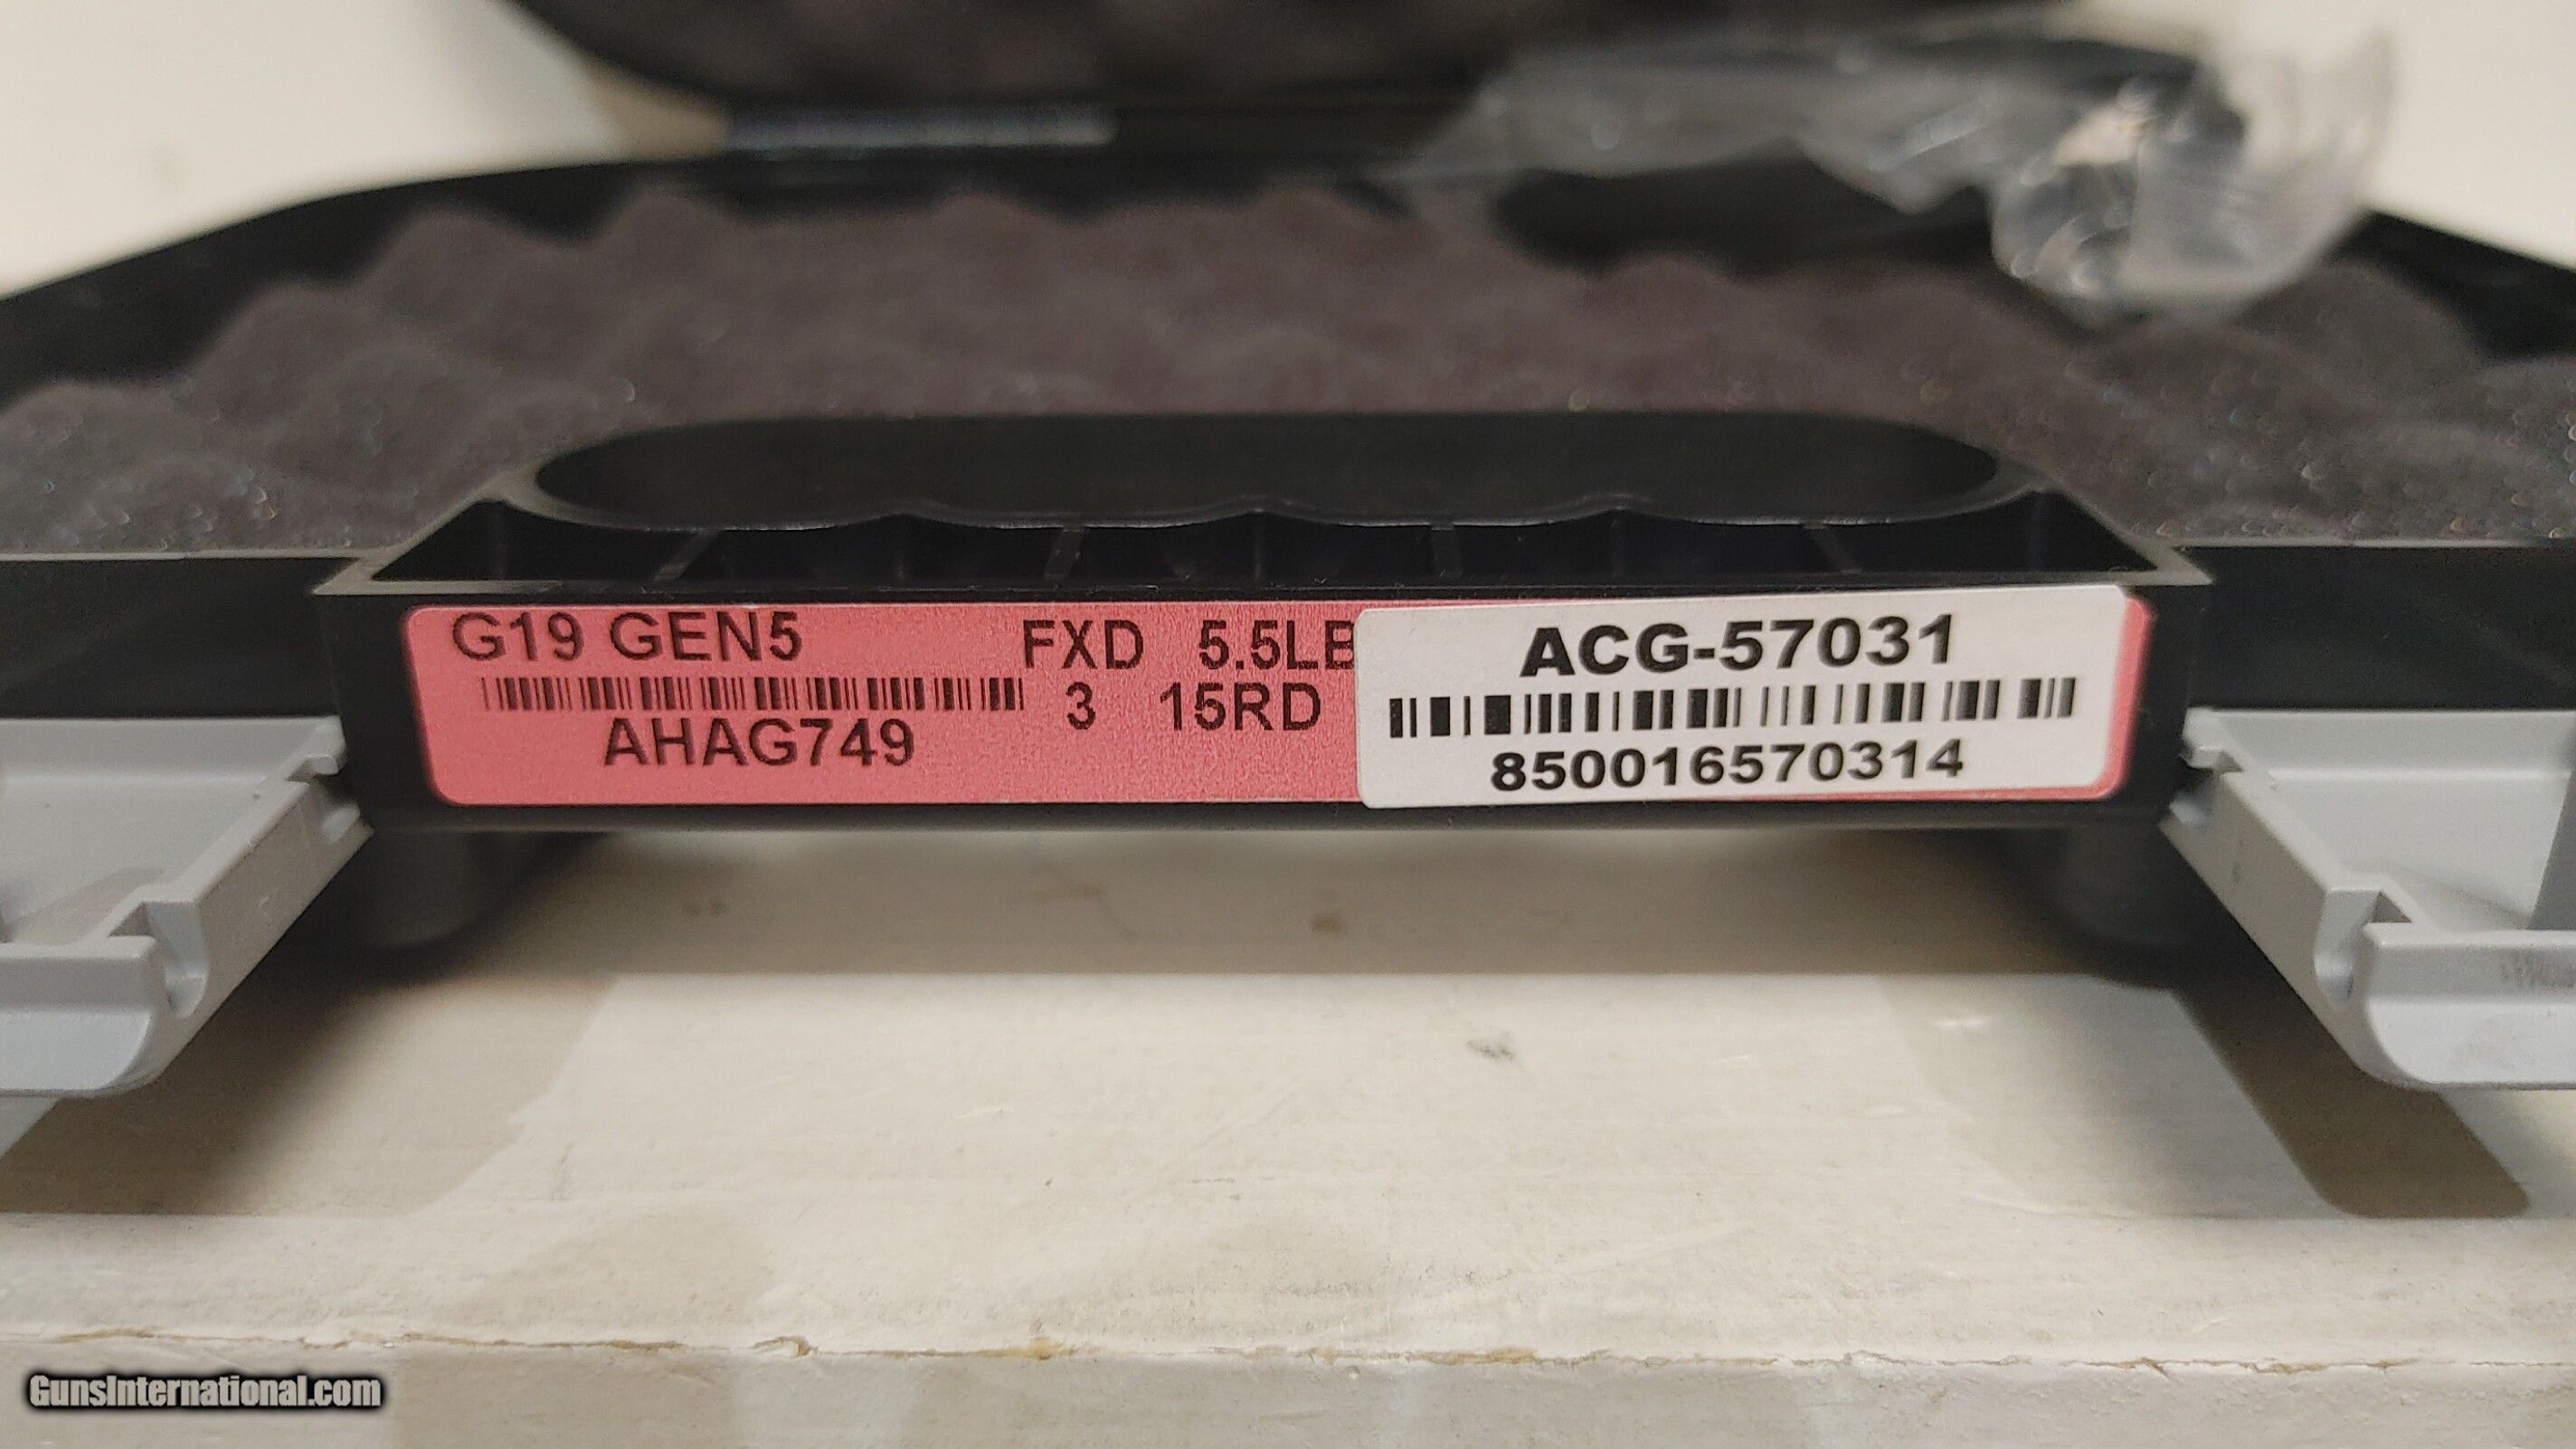 G19 GEN5 FXD 5.5LB
3 15RD
AHAG749
ACG-57031
850016570314
GunsInternational.com